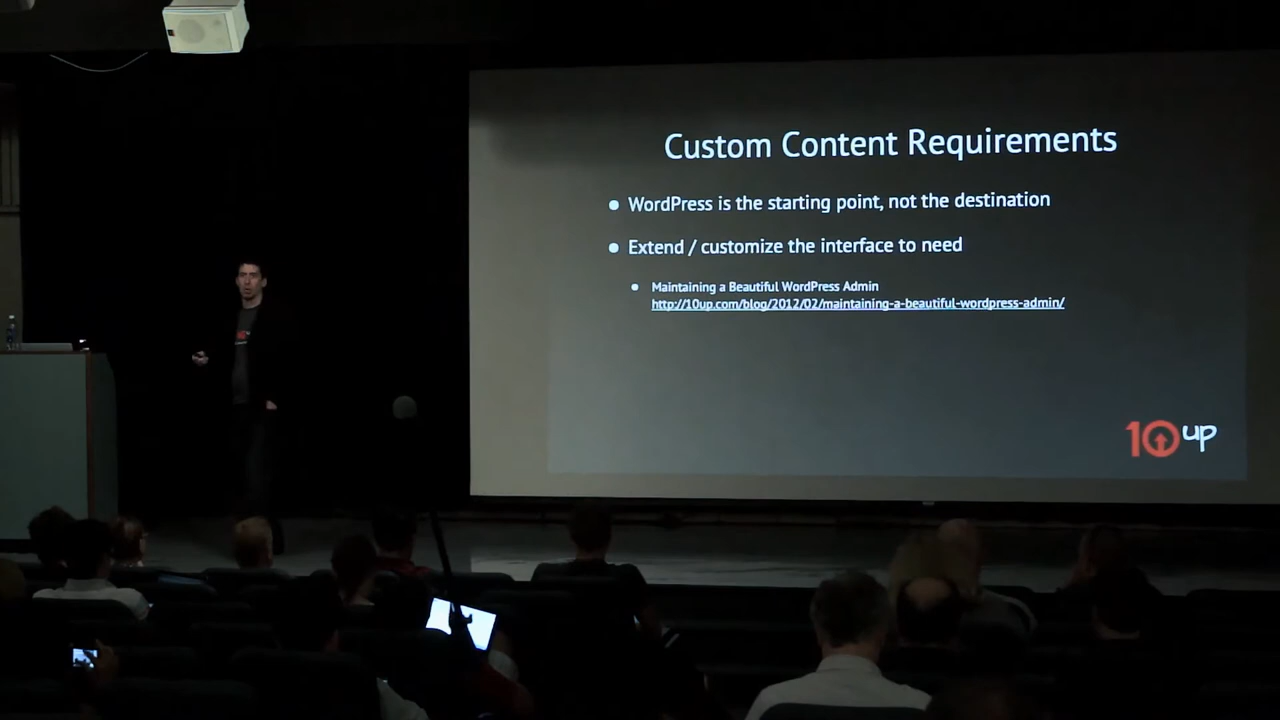 Custom Content Requirements
WordPress is the starting point, not the destination
Extend / customize the interface to need
Maintaining a Beautiful WordPress Admin
http://10up.com/blog/2012/02/maintaining-a-beautiful-wordpress-admin/
10up